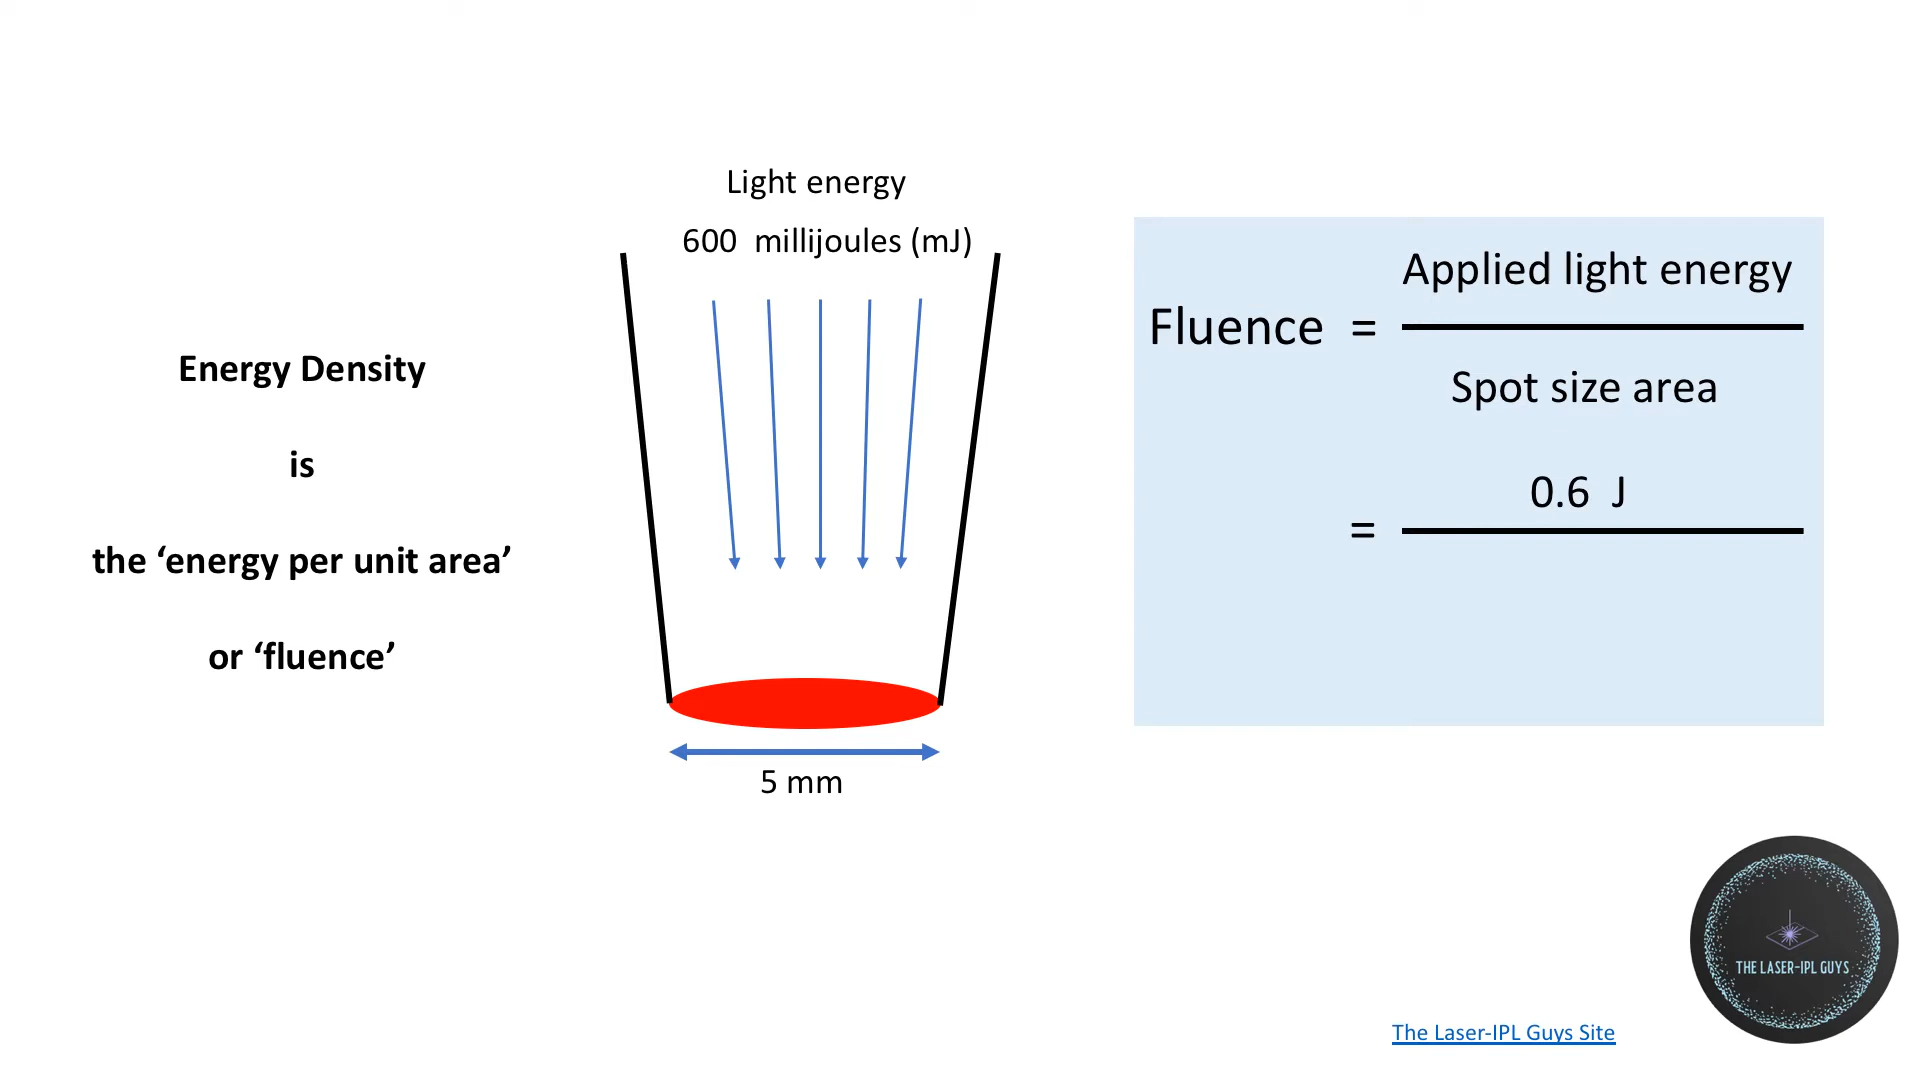 Light energy
600 millijoules (mJ)
Energy Density
is
the ‘energy per unit area’
or ‘fluence’
5 mm
Applied light energy
Fluence =
Spot size area
0.6 J
=
THE LASER-IPL GUYS
The Laser-IPL Guys Site